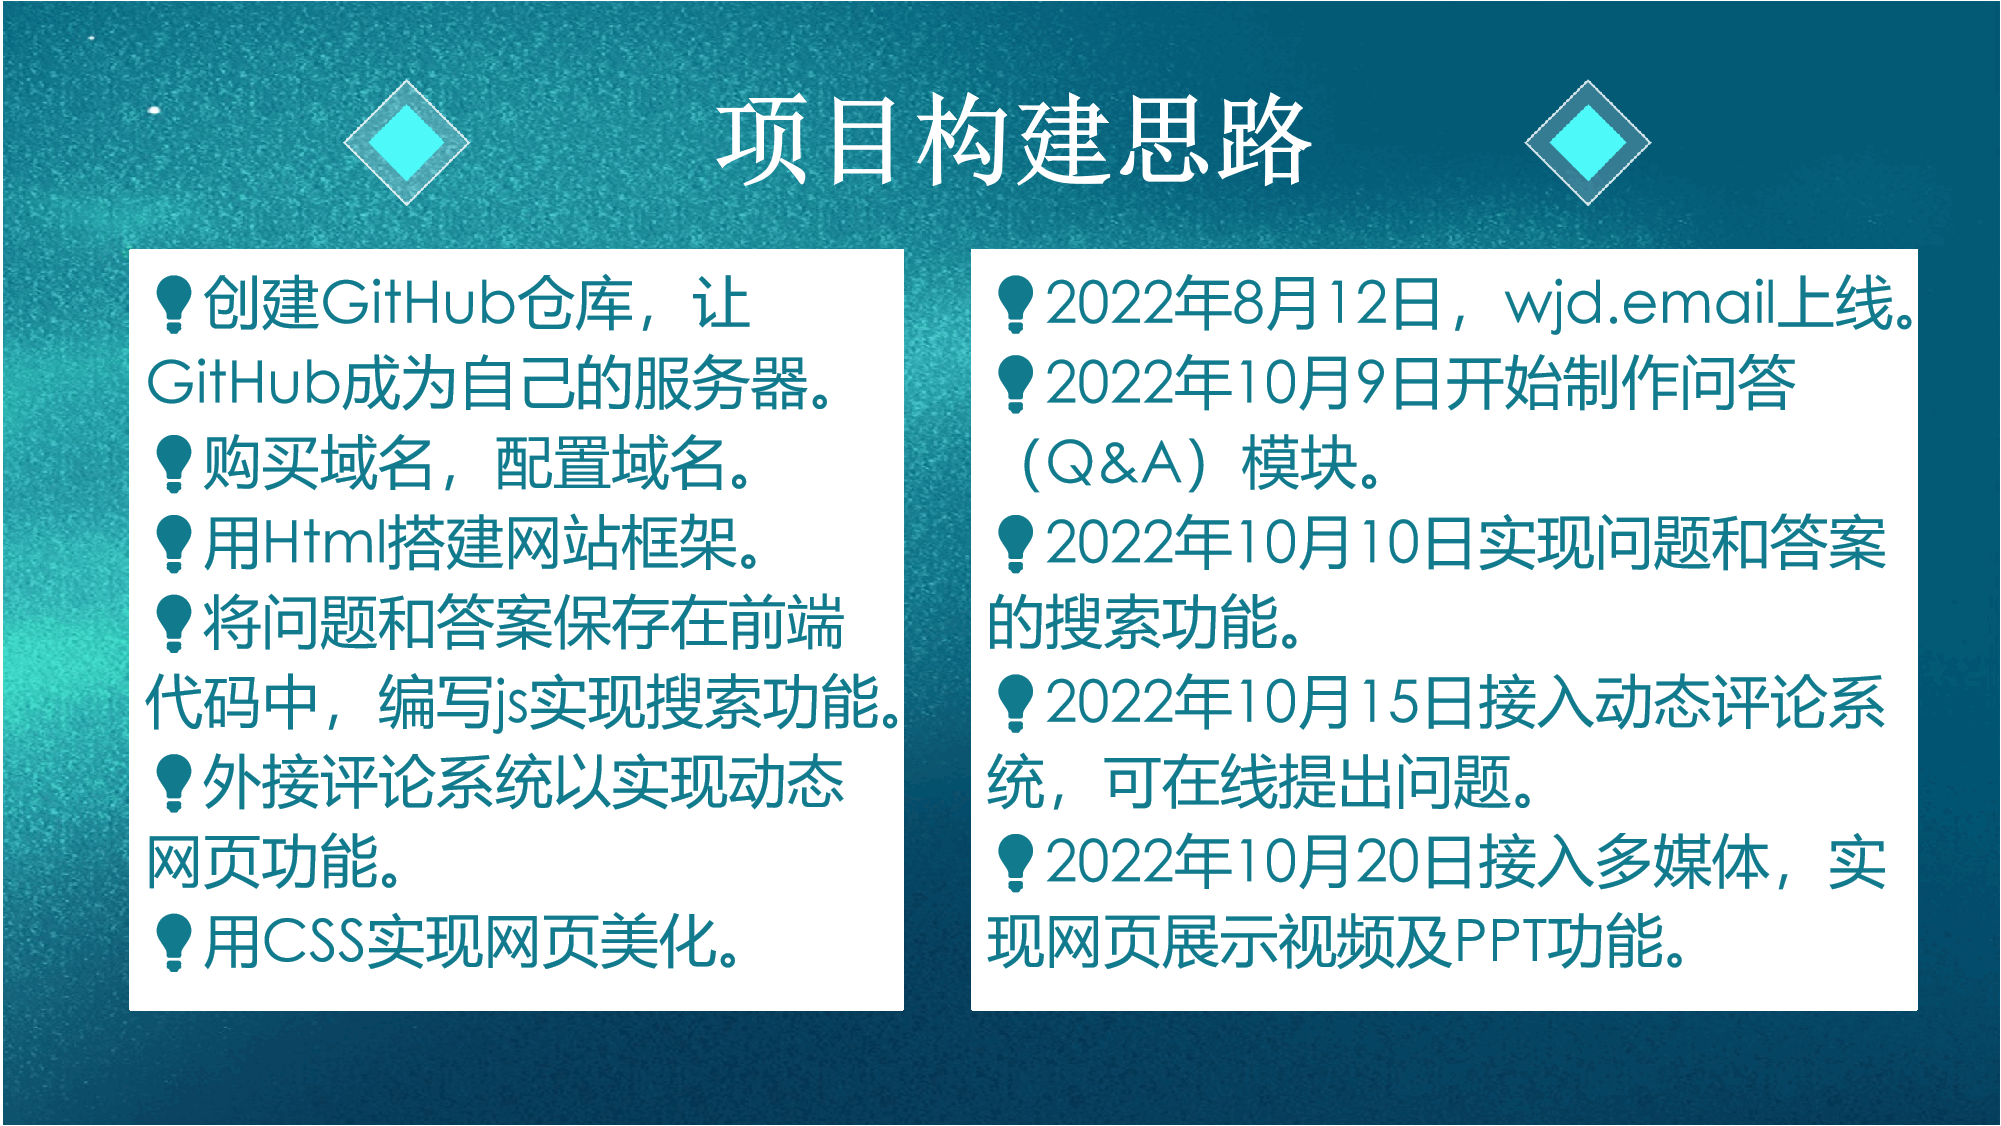 项目构建思路
创建GitHub仓库，让
GitHub成为自己的服务器。
购买域名，配置域名。
用Html搭建网站框架。
将问题和答案保存在前端
代码中，编写js实现搜索功能。
外接评论系统以实现动态
网页功能。
用CSS实现网页美化。
2022年8月12日，wjd.email上线。
2022年10月9日开始制作问答
（Q&A）模块。
2022年10月10日实现问题和答案
的搜索功能。
2022年10月15日接入动态评论系
统，可在线提出问题。
2022年10月20日接入多媒体，实
现网页展示视频及PPT功能。